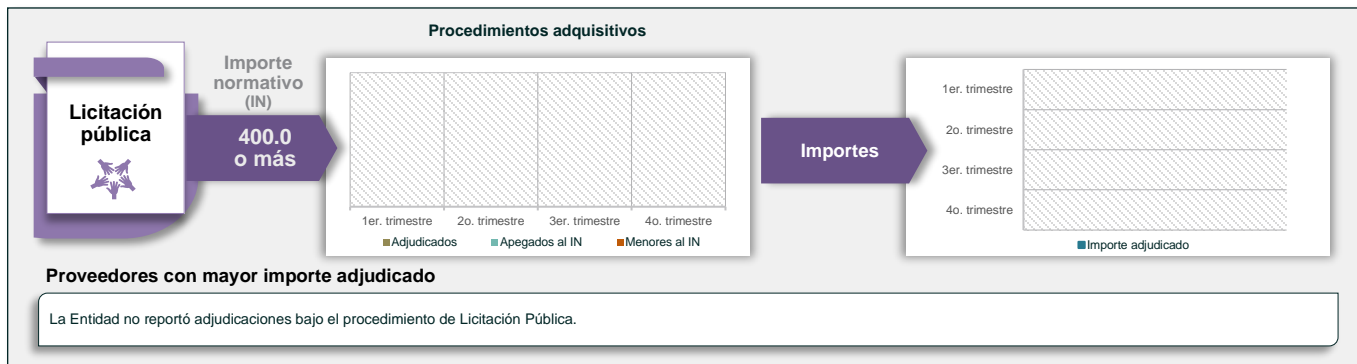 Procedimientos adquisitivos
Licitación
pública
Importe
normativo
(IN)
400.0
o más
1er. trimestre 2o. trimestre 3er. trimestre 4o. trimestre
Adjudicados Apegados al IN Menores al IN
Importes
1er. trimestre
2o. trimestre
3er. trimestre
4o. trimestre
Importe adjudicado
Proveedores con mayor importe adjudicado
La Entidad no reportó adjudicaciones bajo el procedimiento de Licitación Pública.